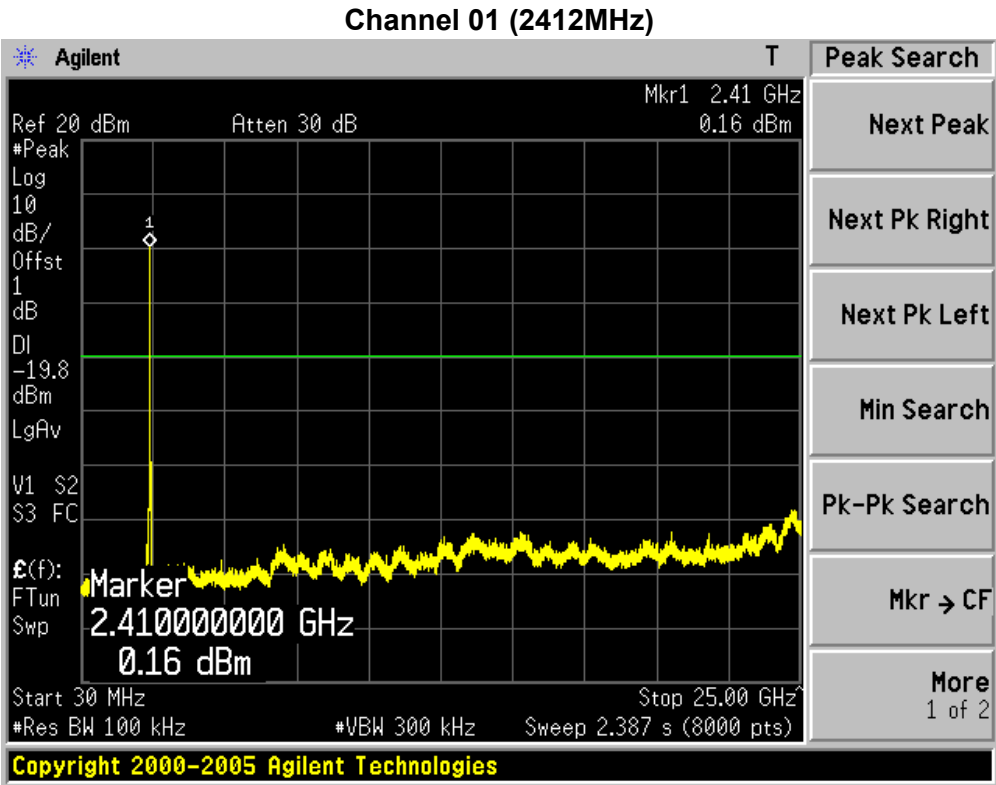 Channel 01 (2412MHz)
Agilent
T
Peak Search
Mkr1 2.41 GHz
Ref 20 dBm Atten 30 dB 0.16 dBm
#Peak
Log
10
dB/
Offst
1
dB
DI
-19.8
dBm
LgAv
V1 S2
S3 FC
£(f):
FTun
Swp
1
Marker
2.410000000 GHz
0.16 dBm
Start 30 MHz Stop 25.00 GHz^
#Res BW 100 kHz #VBW 300 kHz Sweep 2.387 s (8000 pts)
Next Peak
Next Pk Right
Next Pk Left
Min Search
Pk-Pk Search
Mkr → CF
More
1 of 2
Copyright 2000-2005 Agilent Technologies